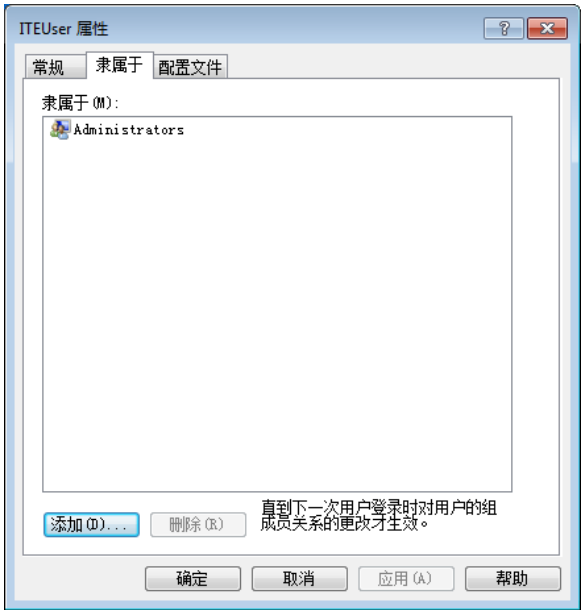 ITEUser 属性
常规 隶属于 配置文件
隶属于(M):
Administrators
添加(D)... 删除(R) 直到下一次用户登录时对用户的组
成员关系的更改才生效。
确定 取消 应用(A) 帮助